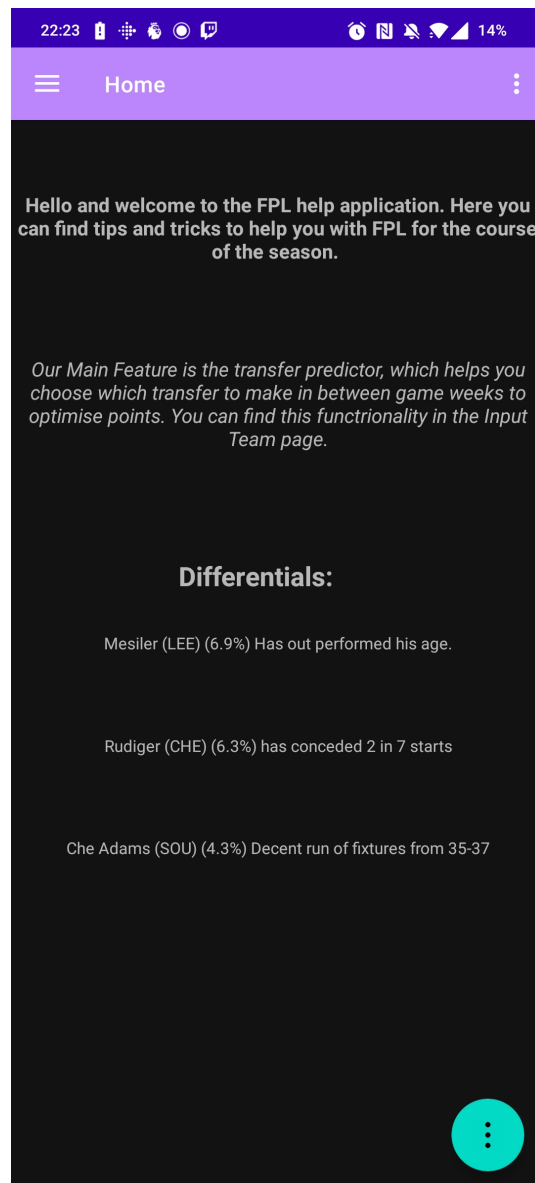 22:23
14%
Home
Hello and welcome to the FPL help application. Here you
can find tips and tricks to help you with FPL for the course
of the season.
Our Main Feature is the transfer predictor, which helps you
choose which transfer to make in between game weeks to
optimise points. You can find this functrionality in the Input
Team page.
Differentials:
Mesiler (LEE) (6.9%) Has out performed his age.
Rudiger (CHE) (6.3%) has conceded 2 in 7 starts
Che Adams (SOU) (4.3%) Decent run of fixtures from 35-37